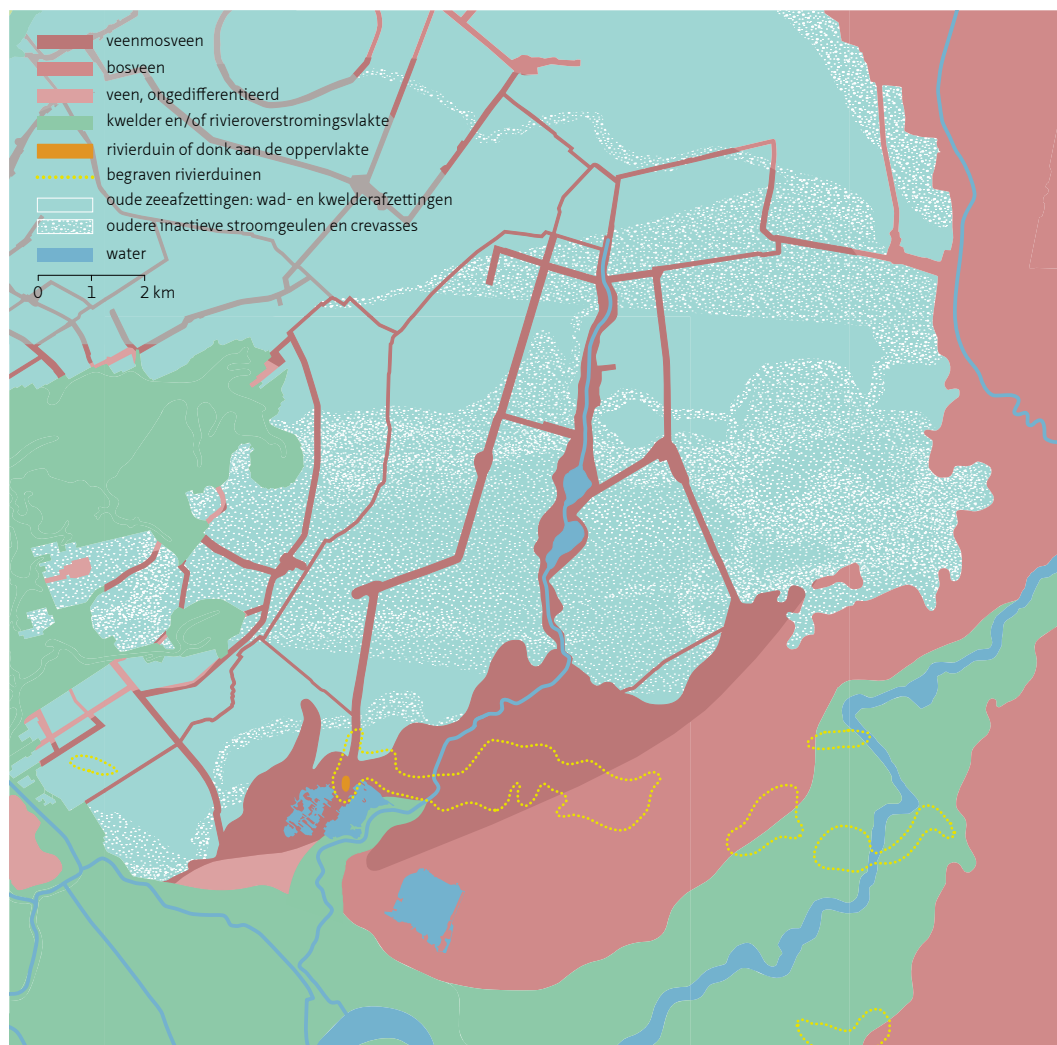 veenmosveen
bosveen
veen, ongedifferentieerd
kwelder en/of rivieroverstromingsvlakte
rivierduin of donk aan de oppervlakte
begraven rivierduinen
oude zeeafzettingen: wad- en kwelderafzettingen
oudere inactieve stroomgeulen en crevasses
water
0 1 2 km